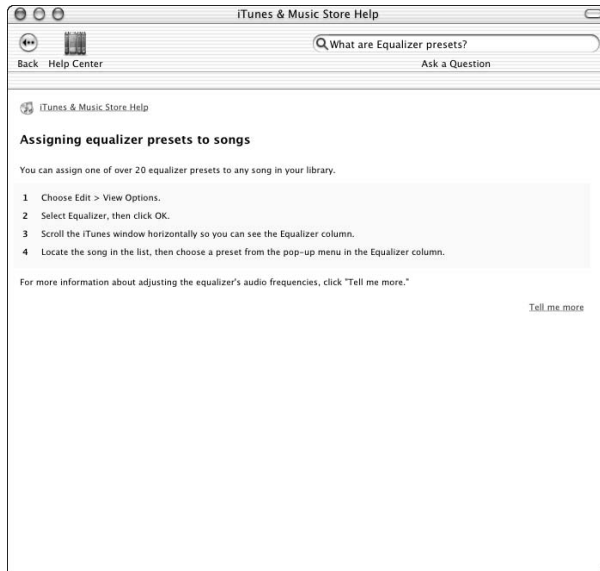 iTunes & Music Store Help
What are Equalizer presets?
Back Help Center Ask a Question
iTunes & Music Store Help
Assigning equalizer presets to songs
You can assign one of over 20 equalizer presets to any song in your library.
1 Choose Edit > View Options.
2 Select Equalizer, then click OK.
3 Scroll the iTunes window horizontally so you can see the Equalizer column.
4 Locate the song in the list, then choose a preset from the pop-up menu in the Equalizer column.
For more information about adjusting the equalizer's audio frequencies, click "Tell me more."
Tell me more